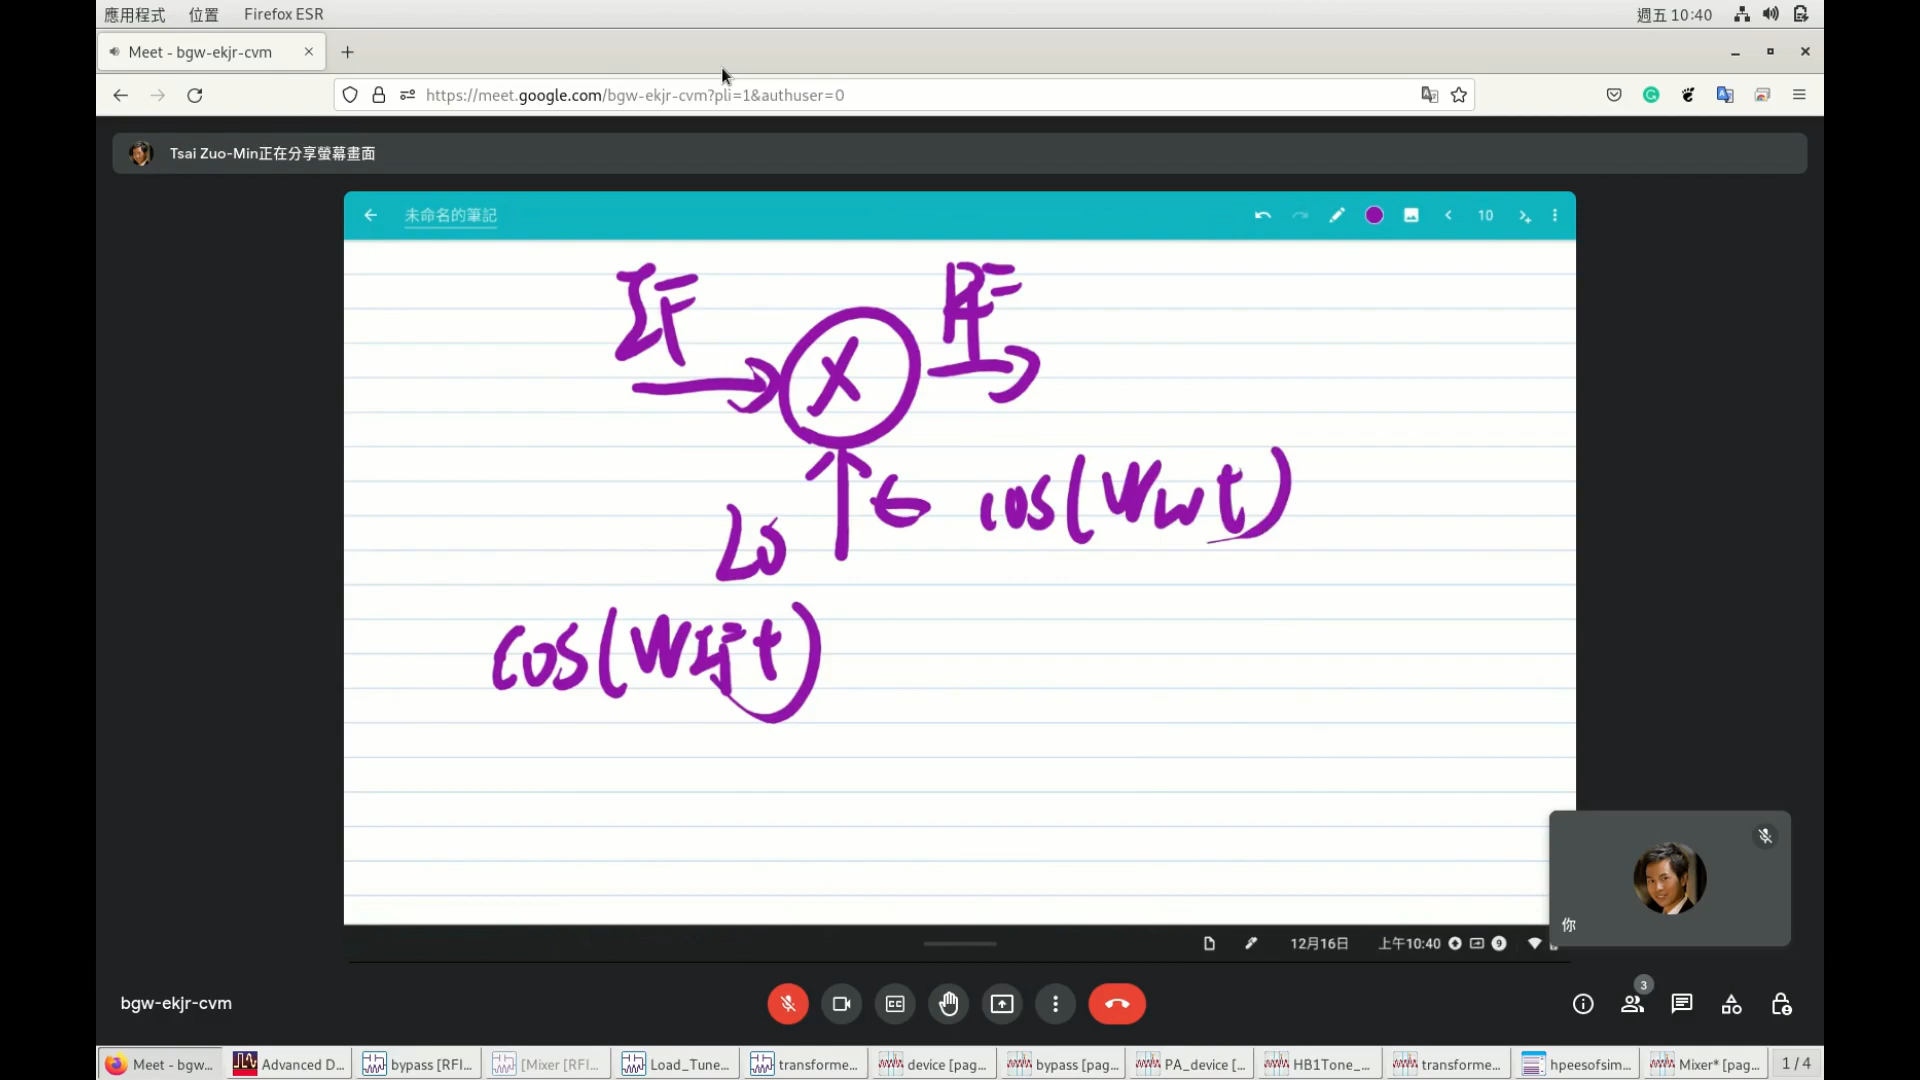 應用程式 位置 Firefox ESR 週五 10:40
Meet - bgw-ekjr-cvm
https://meet.google.com/bgw-ekjr-cvm?pli=1&authuser=0
Tsai Zuo-Min正在分享螢幕畫面
未命名的筆記 10
IF RF
X
LO cos(WLOt)
cos(WIFt)
你
12月16日 上午10:40 9
bgw-ekjr-cvm 3
Meet - bgw... Advanced D... bypass [RFI... [Mixer [RFI... Load_Tune... transforme... device [pag... bypass [pag... PA_device [... HB1Tone_... transforme... hpeesofsim... Mixer* [pag... 1 / 4